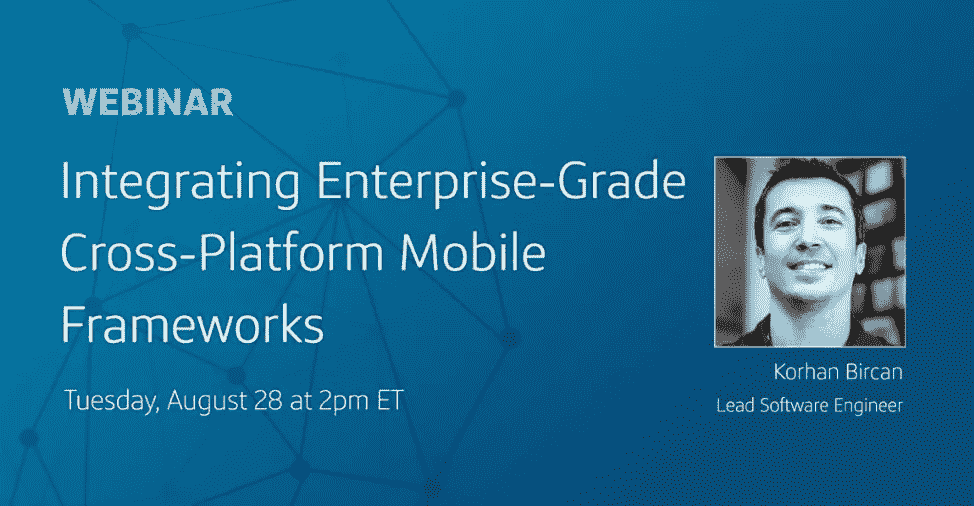 WEBINAR
Integrating Enterprise-Grade
Cross-Platform Mobile
Frameworks
Tuesday, August 28 at 2pm ET
Korhan Bircan
Lead Software Engineer